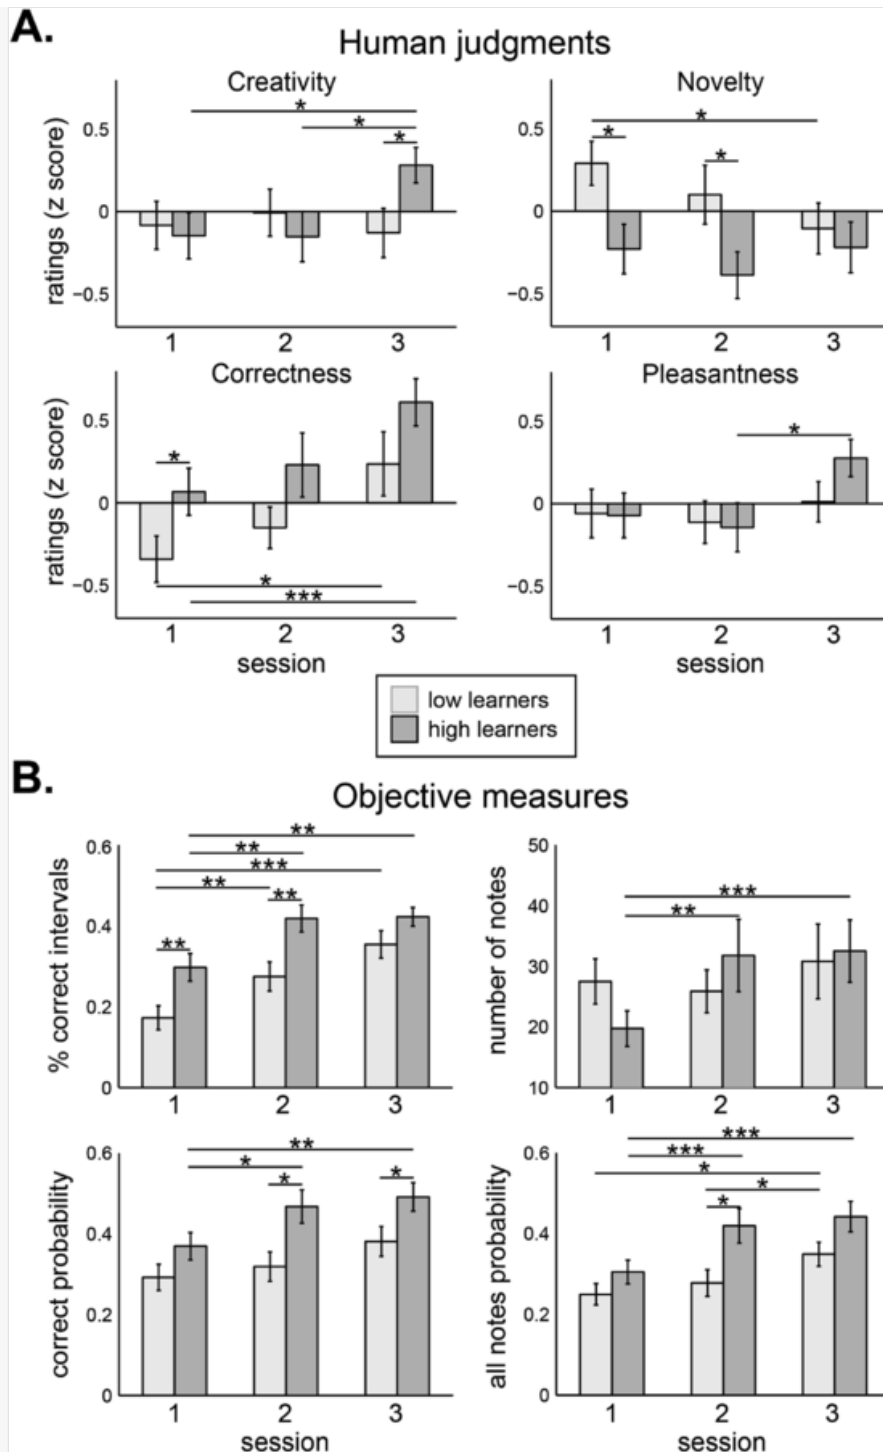 A.
Human judgments
Creativity
Novelty
ratings (z score)
0.5
0
−0.5
* * *
1 2 3
0.5
0
−0.5
* * *
1 2 3
Correctness
Pleasantness
ratings (z score)
0.5
0
−0.5
*
*
***
1 2 3
session
0.5
0
−0.5
*
1 2 3
session
low learners
high learners
B.
Objective measures
% correct intervals
0.6
0.4
0.2
0
**
**
***
**
**
**
1 2 3
number of notes
50
40
30
20
10
***
**
1 2 3
correct probability
0.6
0.4
0.2
0
**
*
*
*
1 2 3
session
all notes probability
0.6
0.4
0.2
0
***
***
*
*
*
1 2 3
session